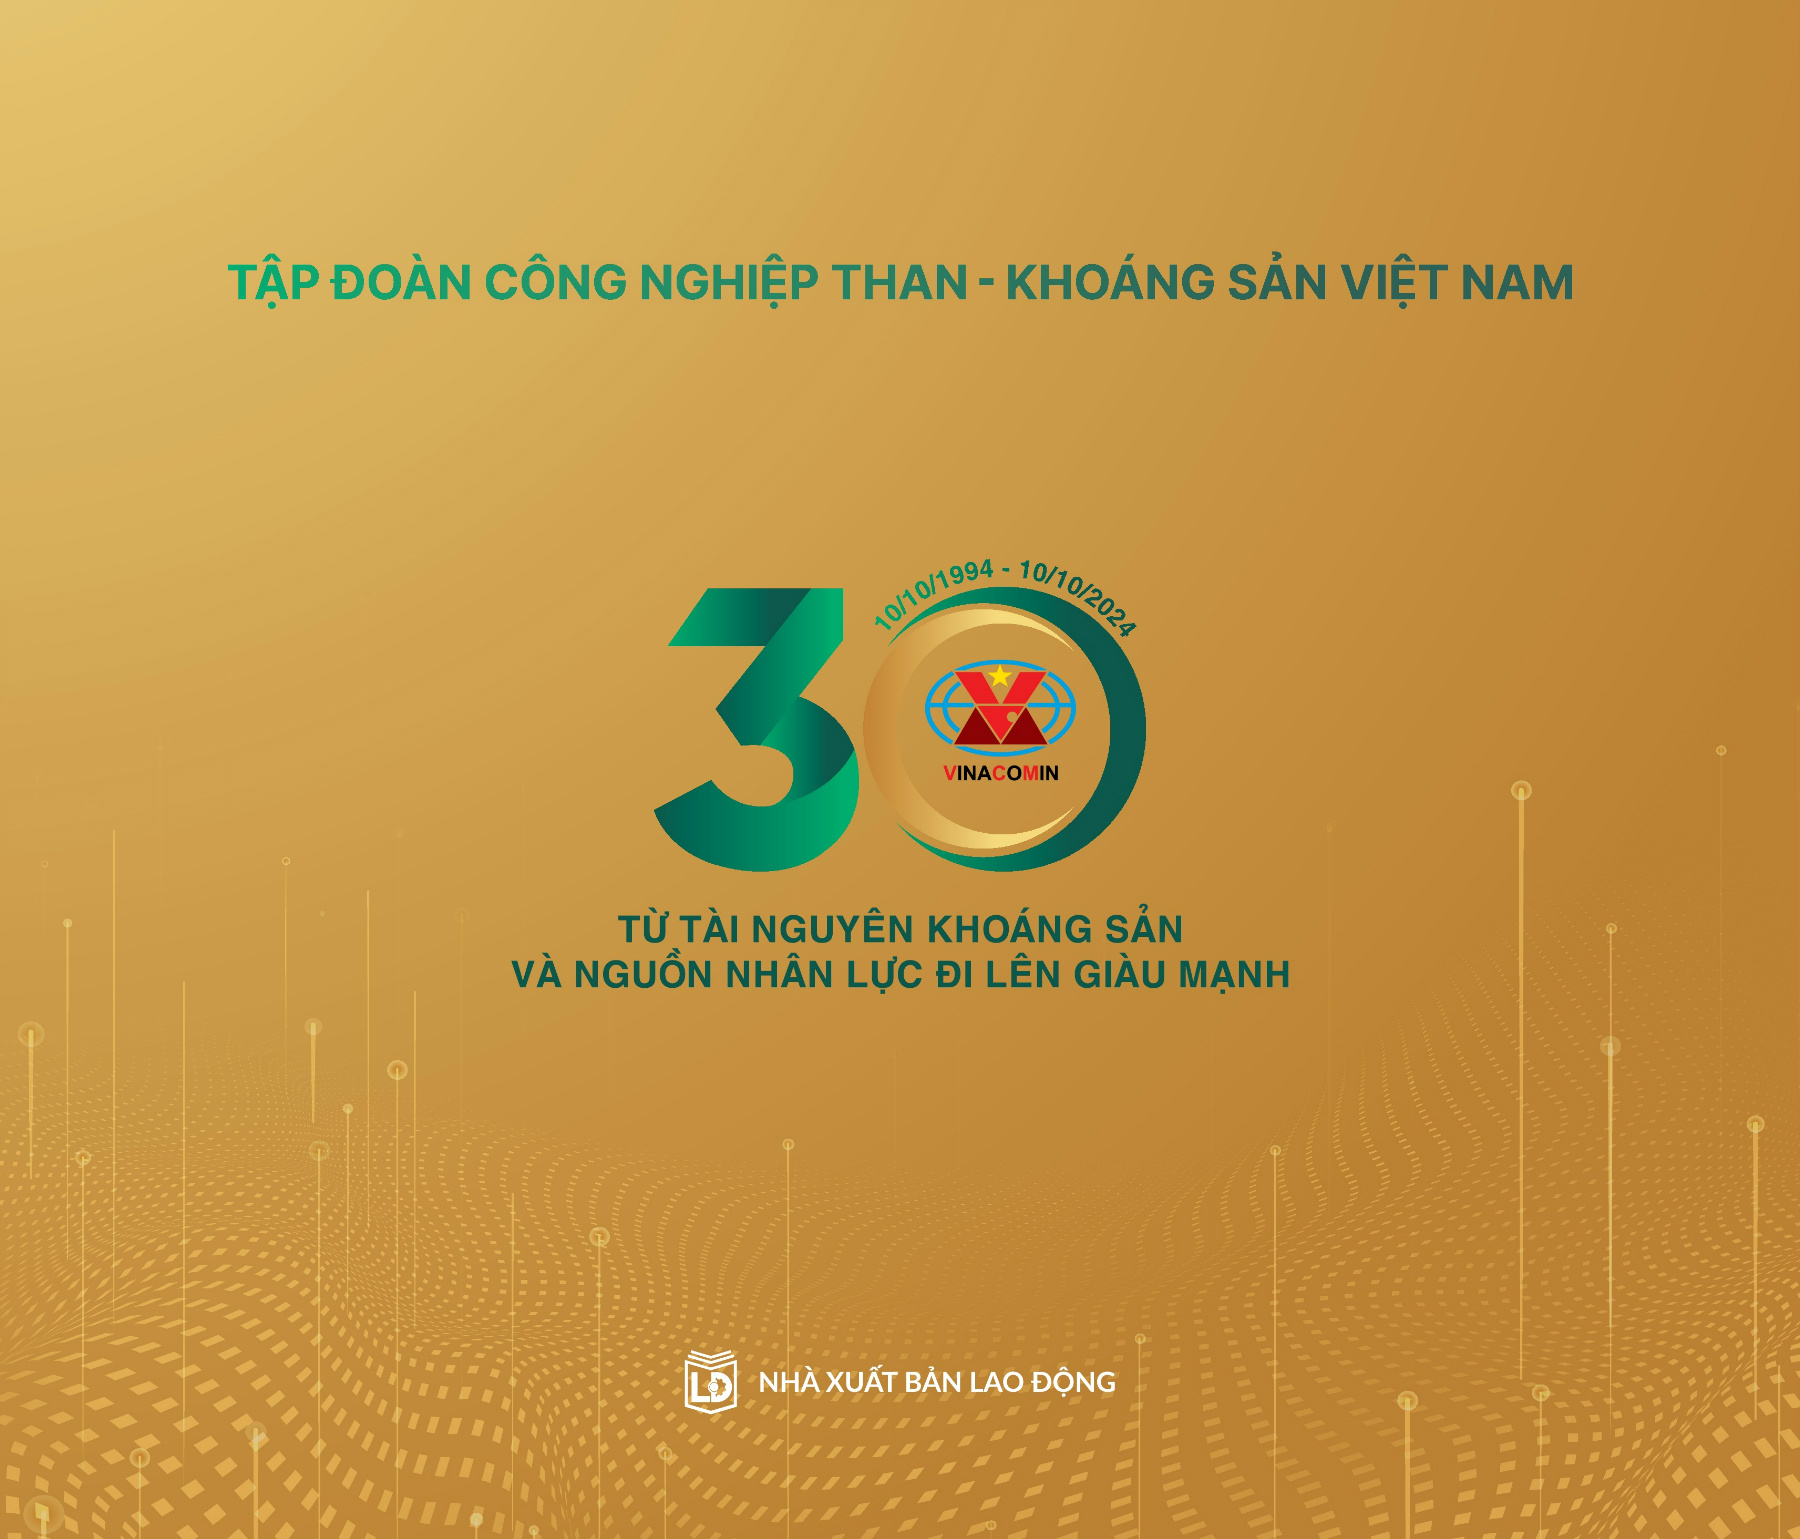 TẬP ĐOÀN CÔNG NGHIỆP THAN - KHOÁNG SẢN VIỆT NAM
10/10/1994 - 10/10/2024
30
VINACOMIN
TỪ TÀI NGUYÊN KHOÁNG SẢN
VÀ NGUỒN NHÂN LỰC ĐI LÊN GIÀU MẠNH
LĐ NHÀ XUẤT BẢN LAO ĐỘNG